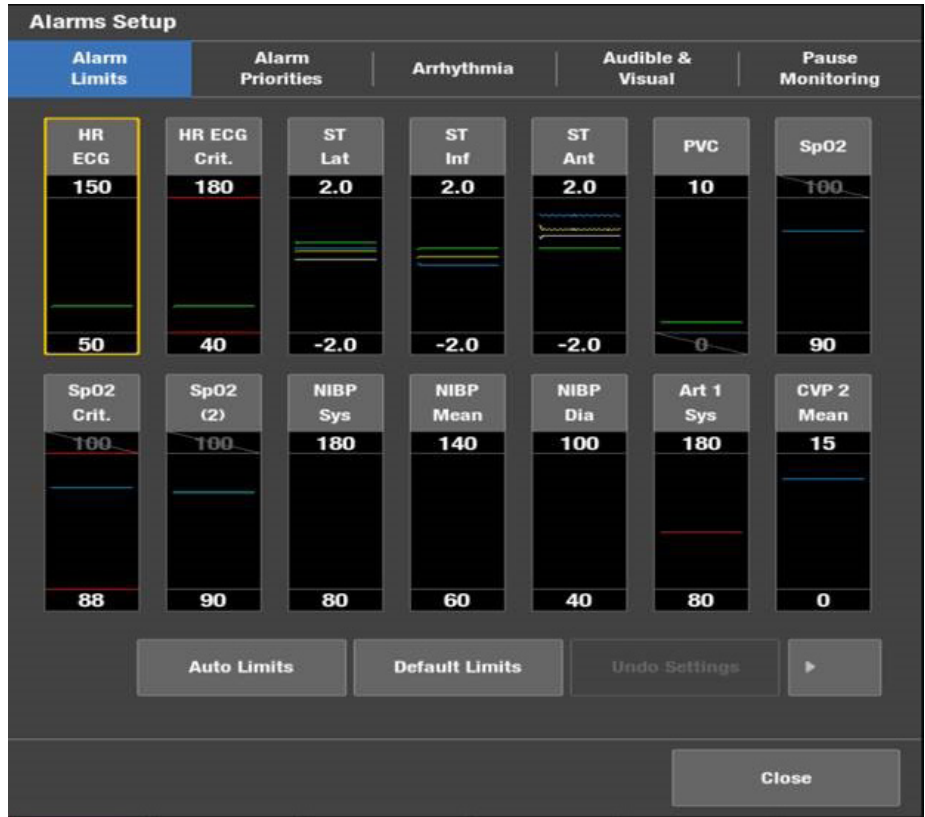 Alarms Setup
Alarm Limits
Alarm Priorities
Arrhythmia
Audible & Visual
Pause Monitoring
HR ECG
HR ECG Crit.
ST Lat
ST Inf
ST Ant
PVC
SpO2
150 180 2.0 2.0 2.0 10 100
50 40 -2.0 -2.0 -2.0 0 90
SpO2 Crit.
SpO2 (2)
NIBP Sys
NIBP Mean
NIBP Dia
Art 1 Sys
CVP 2 Mean
100 100 180 140 100 180 15
88 90 80 60 40 80 0
Auto Limits
Default Limits
Undo Settings
Close